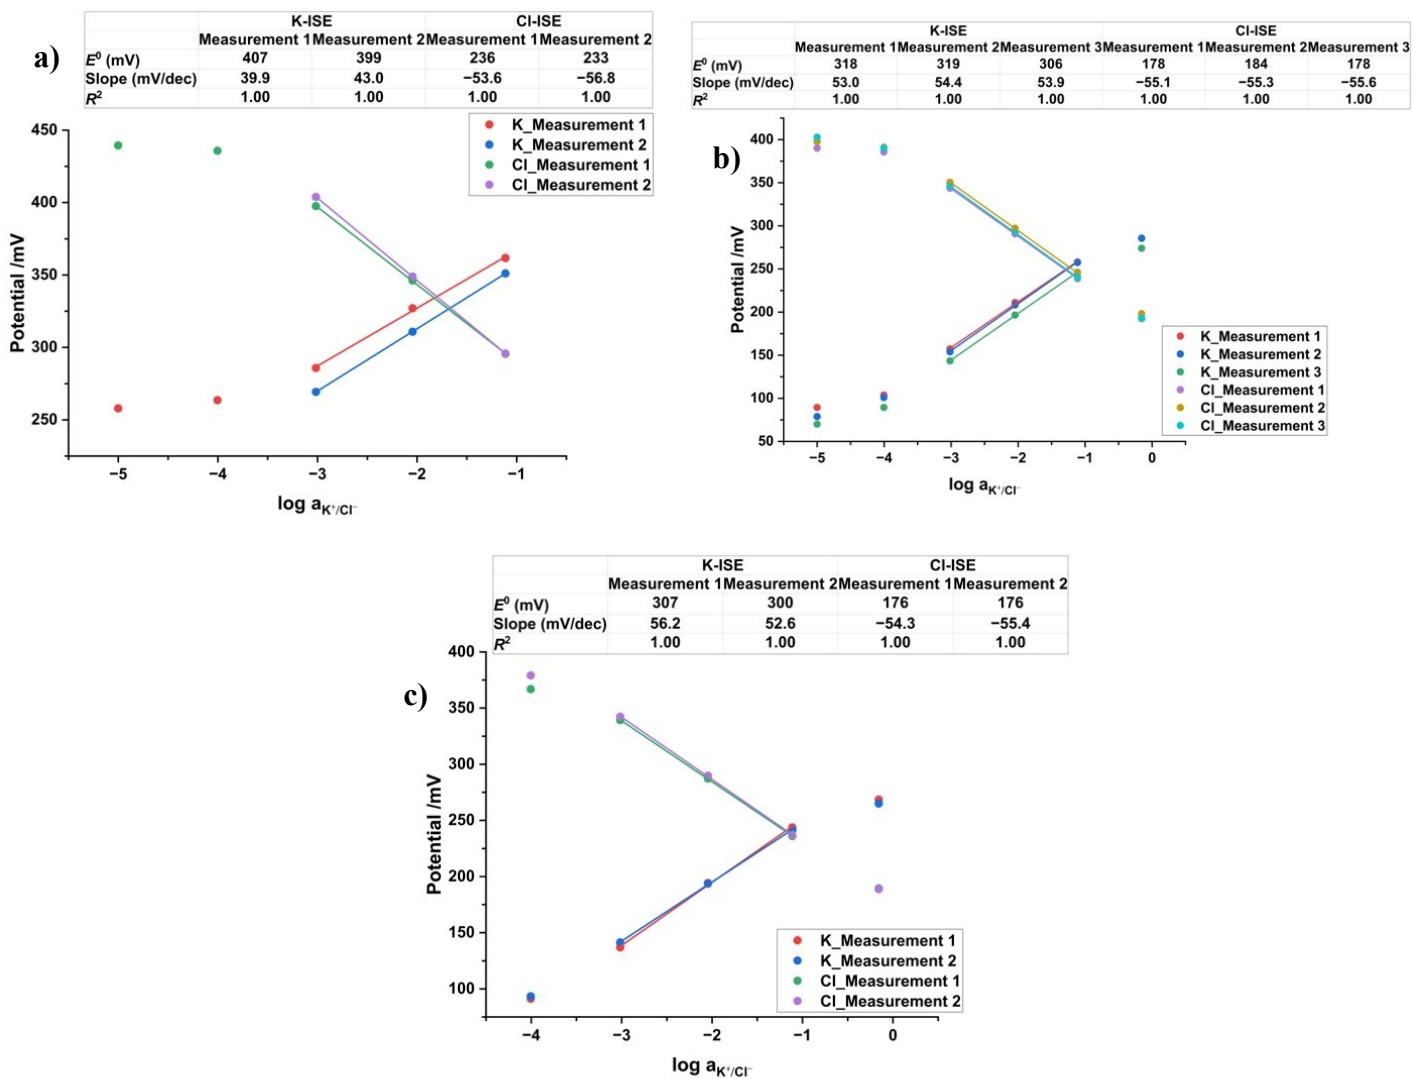 a)
K-ISE Cl-ISE
Measurement 1 Measurement 2 Measurement 1 Measurement 2
E⁰ (mV) 407 399 236 233
Slope (mV/dec) 39.9 43.0 −53.6 −56.8
R² 1.00 1.00 1.00 1.00
K_Measurement 1
K_Measurement 2
Cl_Measurement 1
Cl_Measurement 2
450
400
350
300
250
Potential /mV
−5 −4 −3 −2 −1
log a K⁺/Cl⁻
b)
K-ISE Cl-ISE
Measurement 1 Measurement 2 Measurement 3 Measurement 1 Measurement 2 Measurement 3
E⁰ (mV) 318 319 306 178 184 178
Slope (mV/dec) 53.0 54.4 53.9 −55.1 −55.3 −55.6
R² 1.00 1.00 1.00 1.00 1.00 1.00
400
350
300
250
200
150
100
50
Potential /mV
K_Measurement 1
K_Measurement 2
K_Measurement 3
Cl_Measurement 1
Cl_Measurement 2
Cl_Measurement 3
−5 −4 −3 −2 −1 0
log a K⁺/Cl⁻
c)
K-ISE Cl-ISE
Measurement 1 Measurement 2 Measurement 1 Measurement 2
E⁰ (mV) 307 300 176 176
Slope (mV/dec) 56.2 52.6 −54.3 −55.4
R² 1.00 1.00 1.00 1.00
400
350
300
250
200
150
100
Potential /mV
K_Measurement 1
K_Measurement 2
Cl_Measurement 1
Cl_Measurement 2
−4 −3 −2 −1 0
log a K⁺/Cl⁻